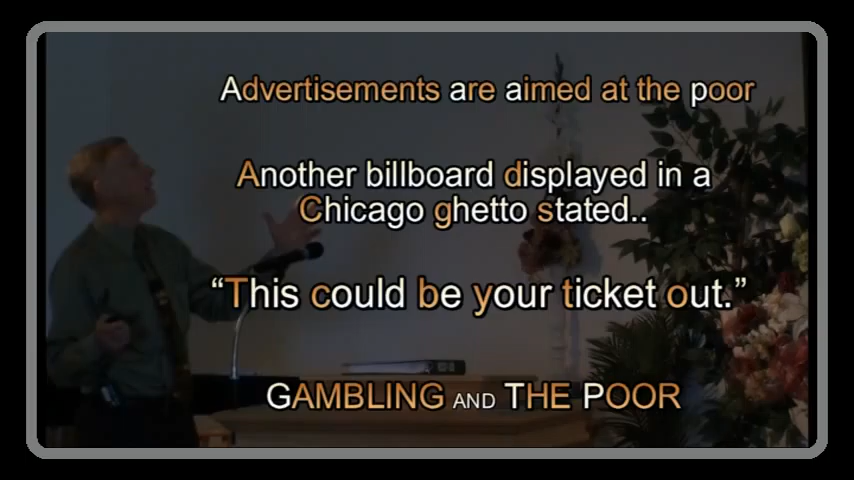 Advertisements are aimed at the poor
Another billboard displayed in a
Chicago ghetto stated..
“This could be your ticket out.”
GAMBLING AND THE POOR